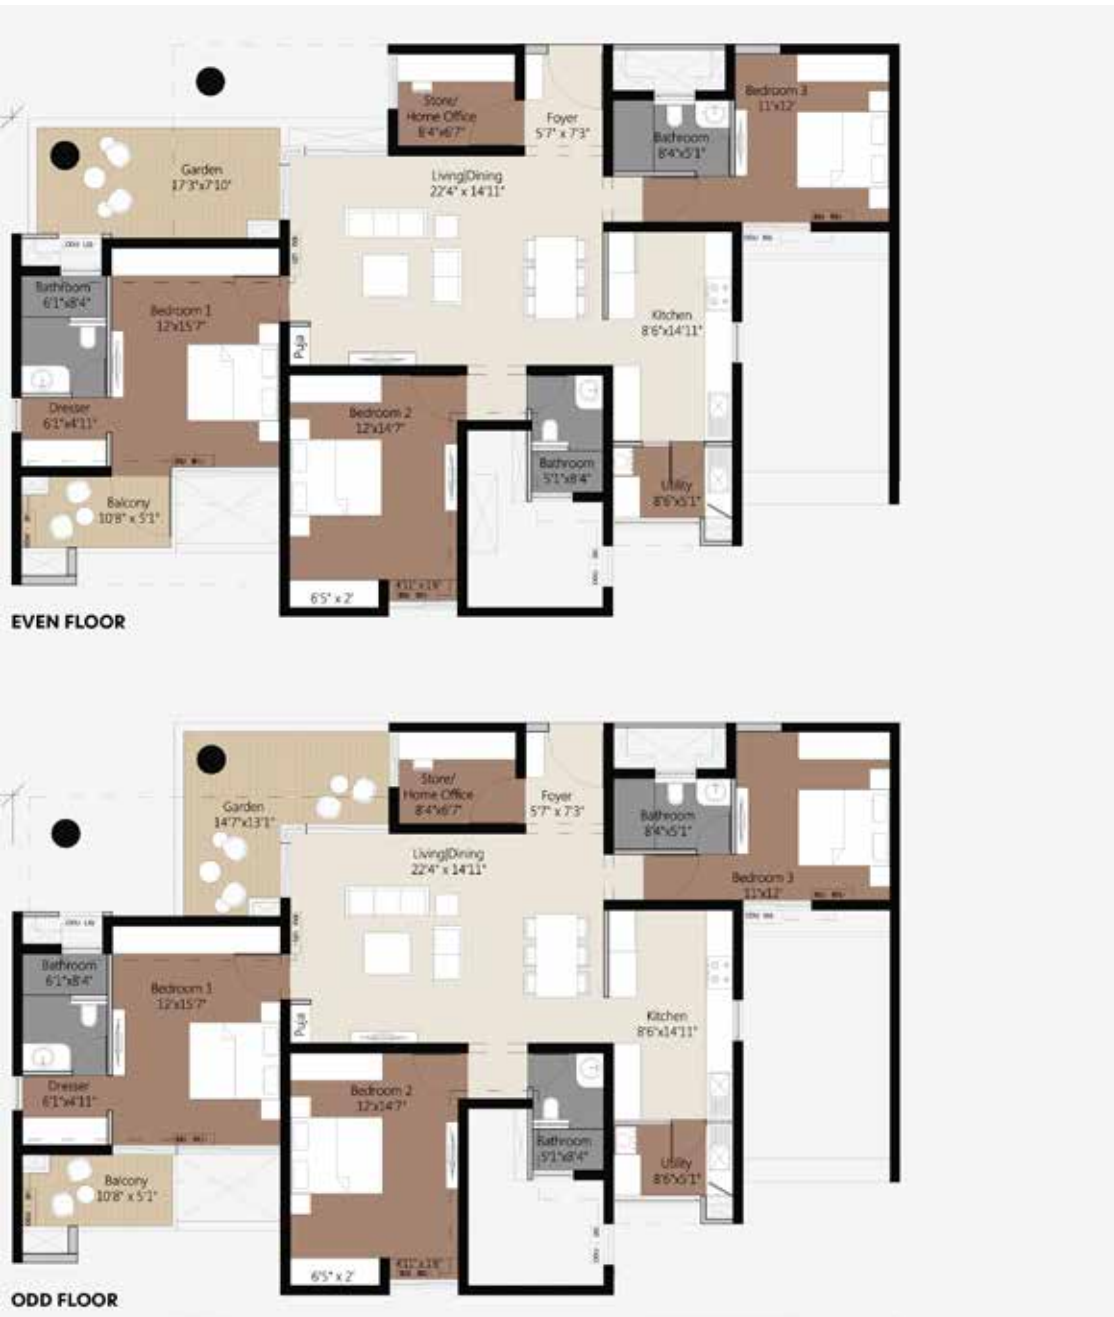 Store/
Home Office
8'4"x6'7"
Foyer
5'7" x 7'3"
Bedroom 3
11'x12'
Bathroom
8'4"x5'1"
Garden
17'3"x7'10"
Living|Dining
22'4" x 14'11"
Bathroom
6'1"x8'4"
Bedroom 1
12'x15'7"
Kitchen
8'6"x14'11"
Puja
Dresser
6'1"x4'11"
Bedroom 2
12'x14'7"
Bathroom
5'1"x8'4"
Utility
8'6"x5'1"
Balcony
10'8" x 5'1"
6'5" x 2'
EVEN FLOOR
Store/
Home Office
8'4"x6'7"
Foyer
5'7" x 7'3"
Garden
14'7"x13'1"
Bathroom
8'4"x5'1"
Living|Dining
22'4" x 14'11"
Bedroom 3
11'x12'
Bathroom
6'1"x8'4"
Bedroom 1
12'x15'7"
Kitchen
8'6"x14'11"
Puja
Dresser
6'1"x4'11"
Bedroom 2
12'x14'7"
Bathroom
5'1"x8'4"
Utility
8'6"x5'1"
Balcony
10'8" x 5'1"
6'5" x 2'
ODD FLOOR